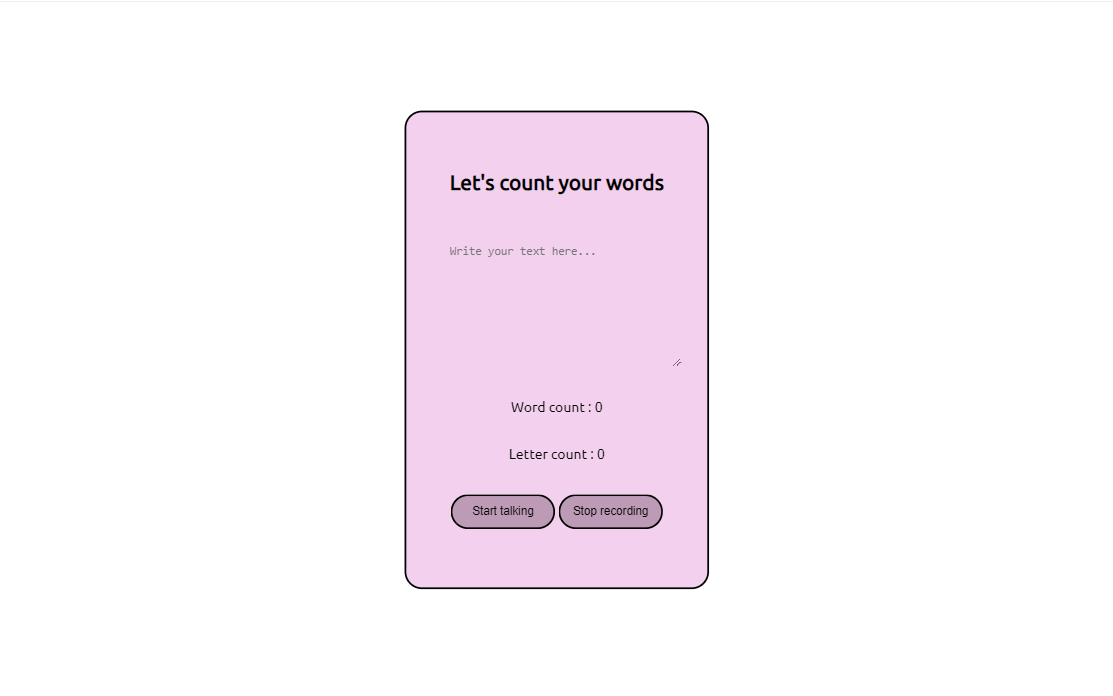 Let's count your words
Write your text here...
Word count : 0
Letter count : 0
Start talking
Stop recording